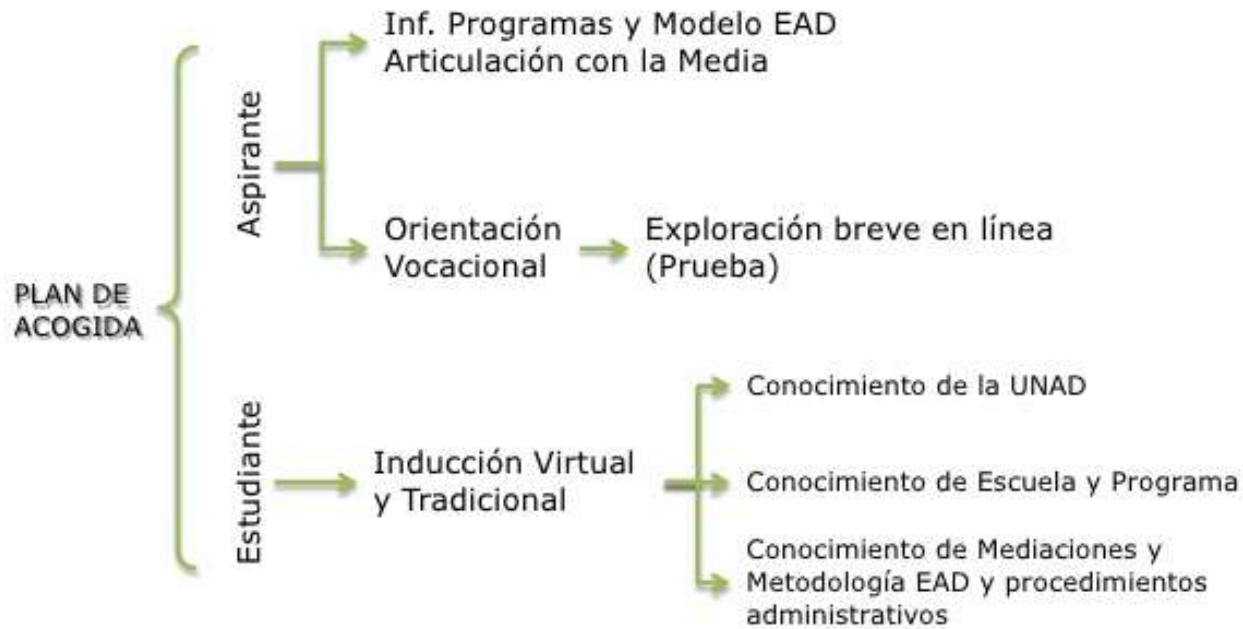 PLAN DE
ACOGIDA
Aspirante
Inf. Programas y Modelo EAD
Articulación con la Media
Orientación
Vocacional
Exploración breve en línea
(Prueba)
Estudiante
Inducción Virtual
y Tradicional
Conocimiento de la UNAD
Conocimiento de Escuela y Programa
Conocimiento de Mediaciones y
Metodología EAD y procedimientos
administrativos